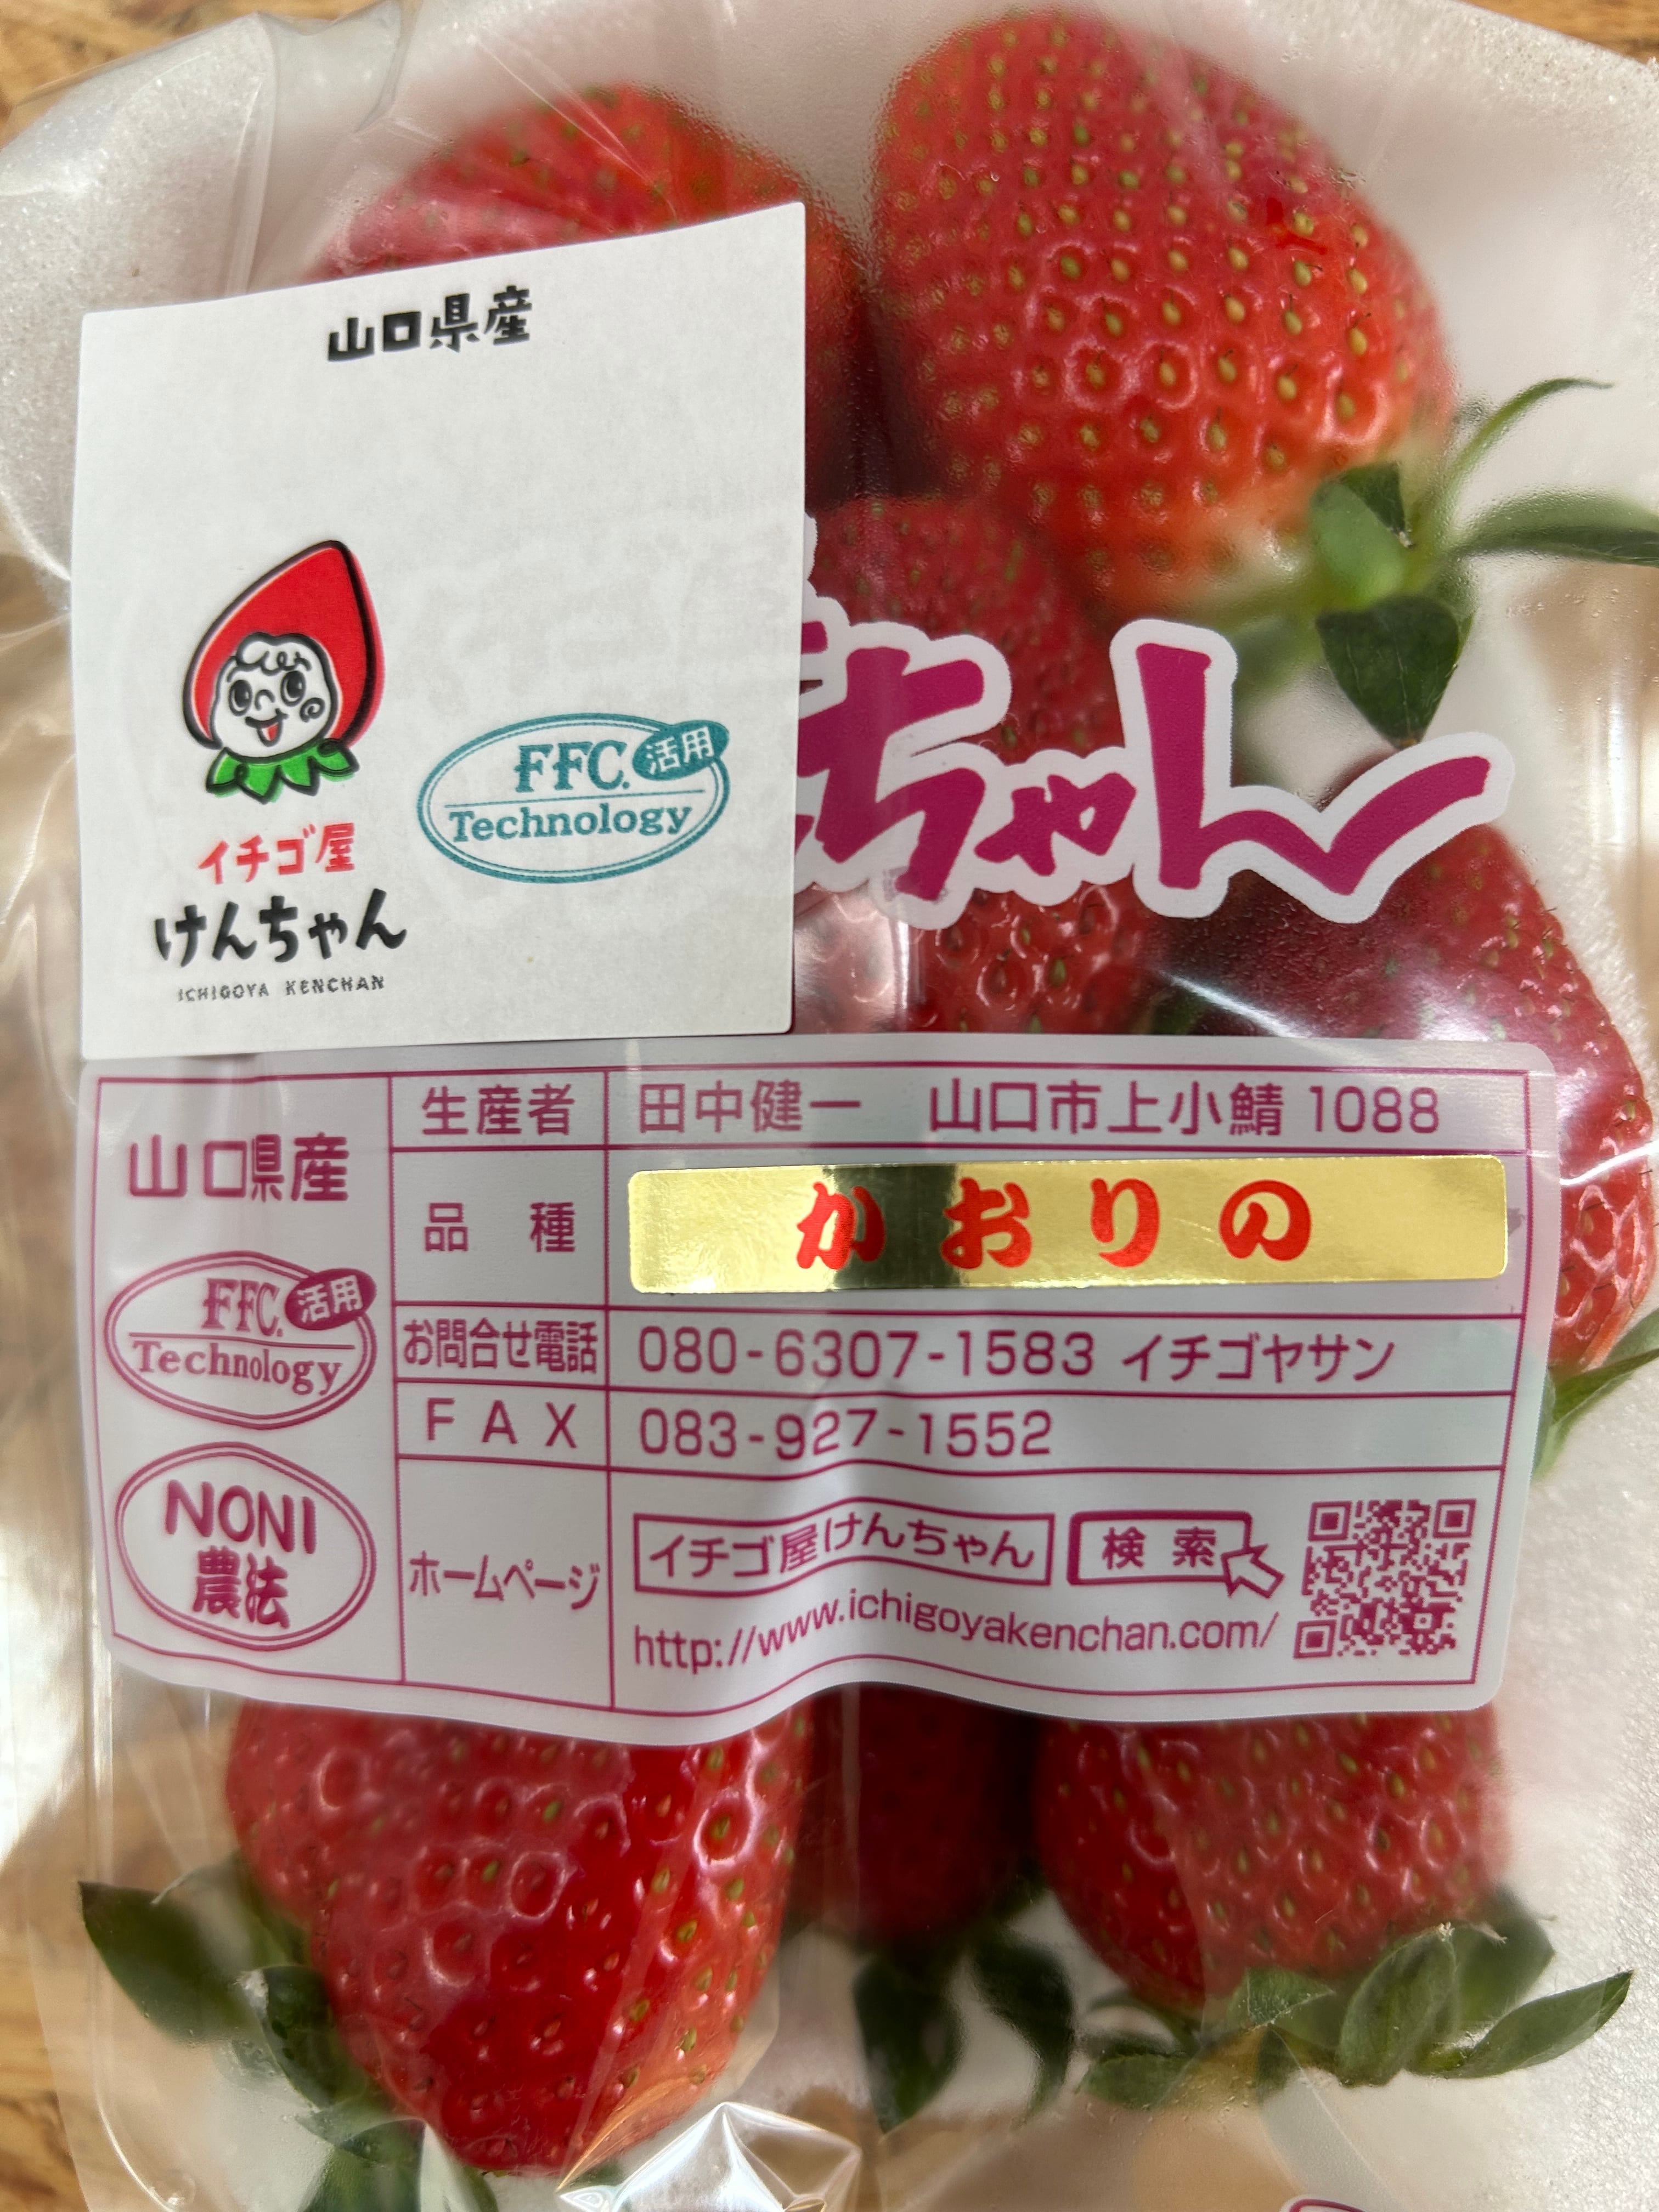 山口県産
FFC.活用
Technology
イチゴ屋
けんちゃん
ICHIGOYA KENCHAN
ちゃん
山口県産
FFC.活用
Technology
NONI
農法
生産者 田中健一 山口市上小鯖1088
品種 かおりの
お問合せ電話 080-6307-1583 イチゴヤサン
FAX 083-927-1552
ホームページ イチゴ屋けんちゃん 検索
http://www.ichigoyakenchan.com/